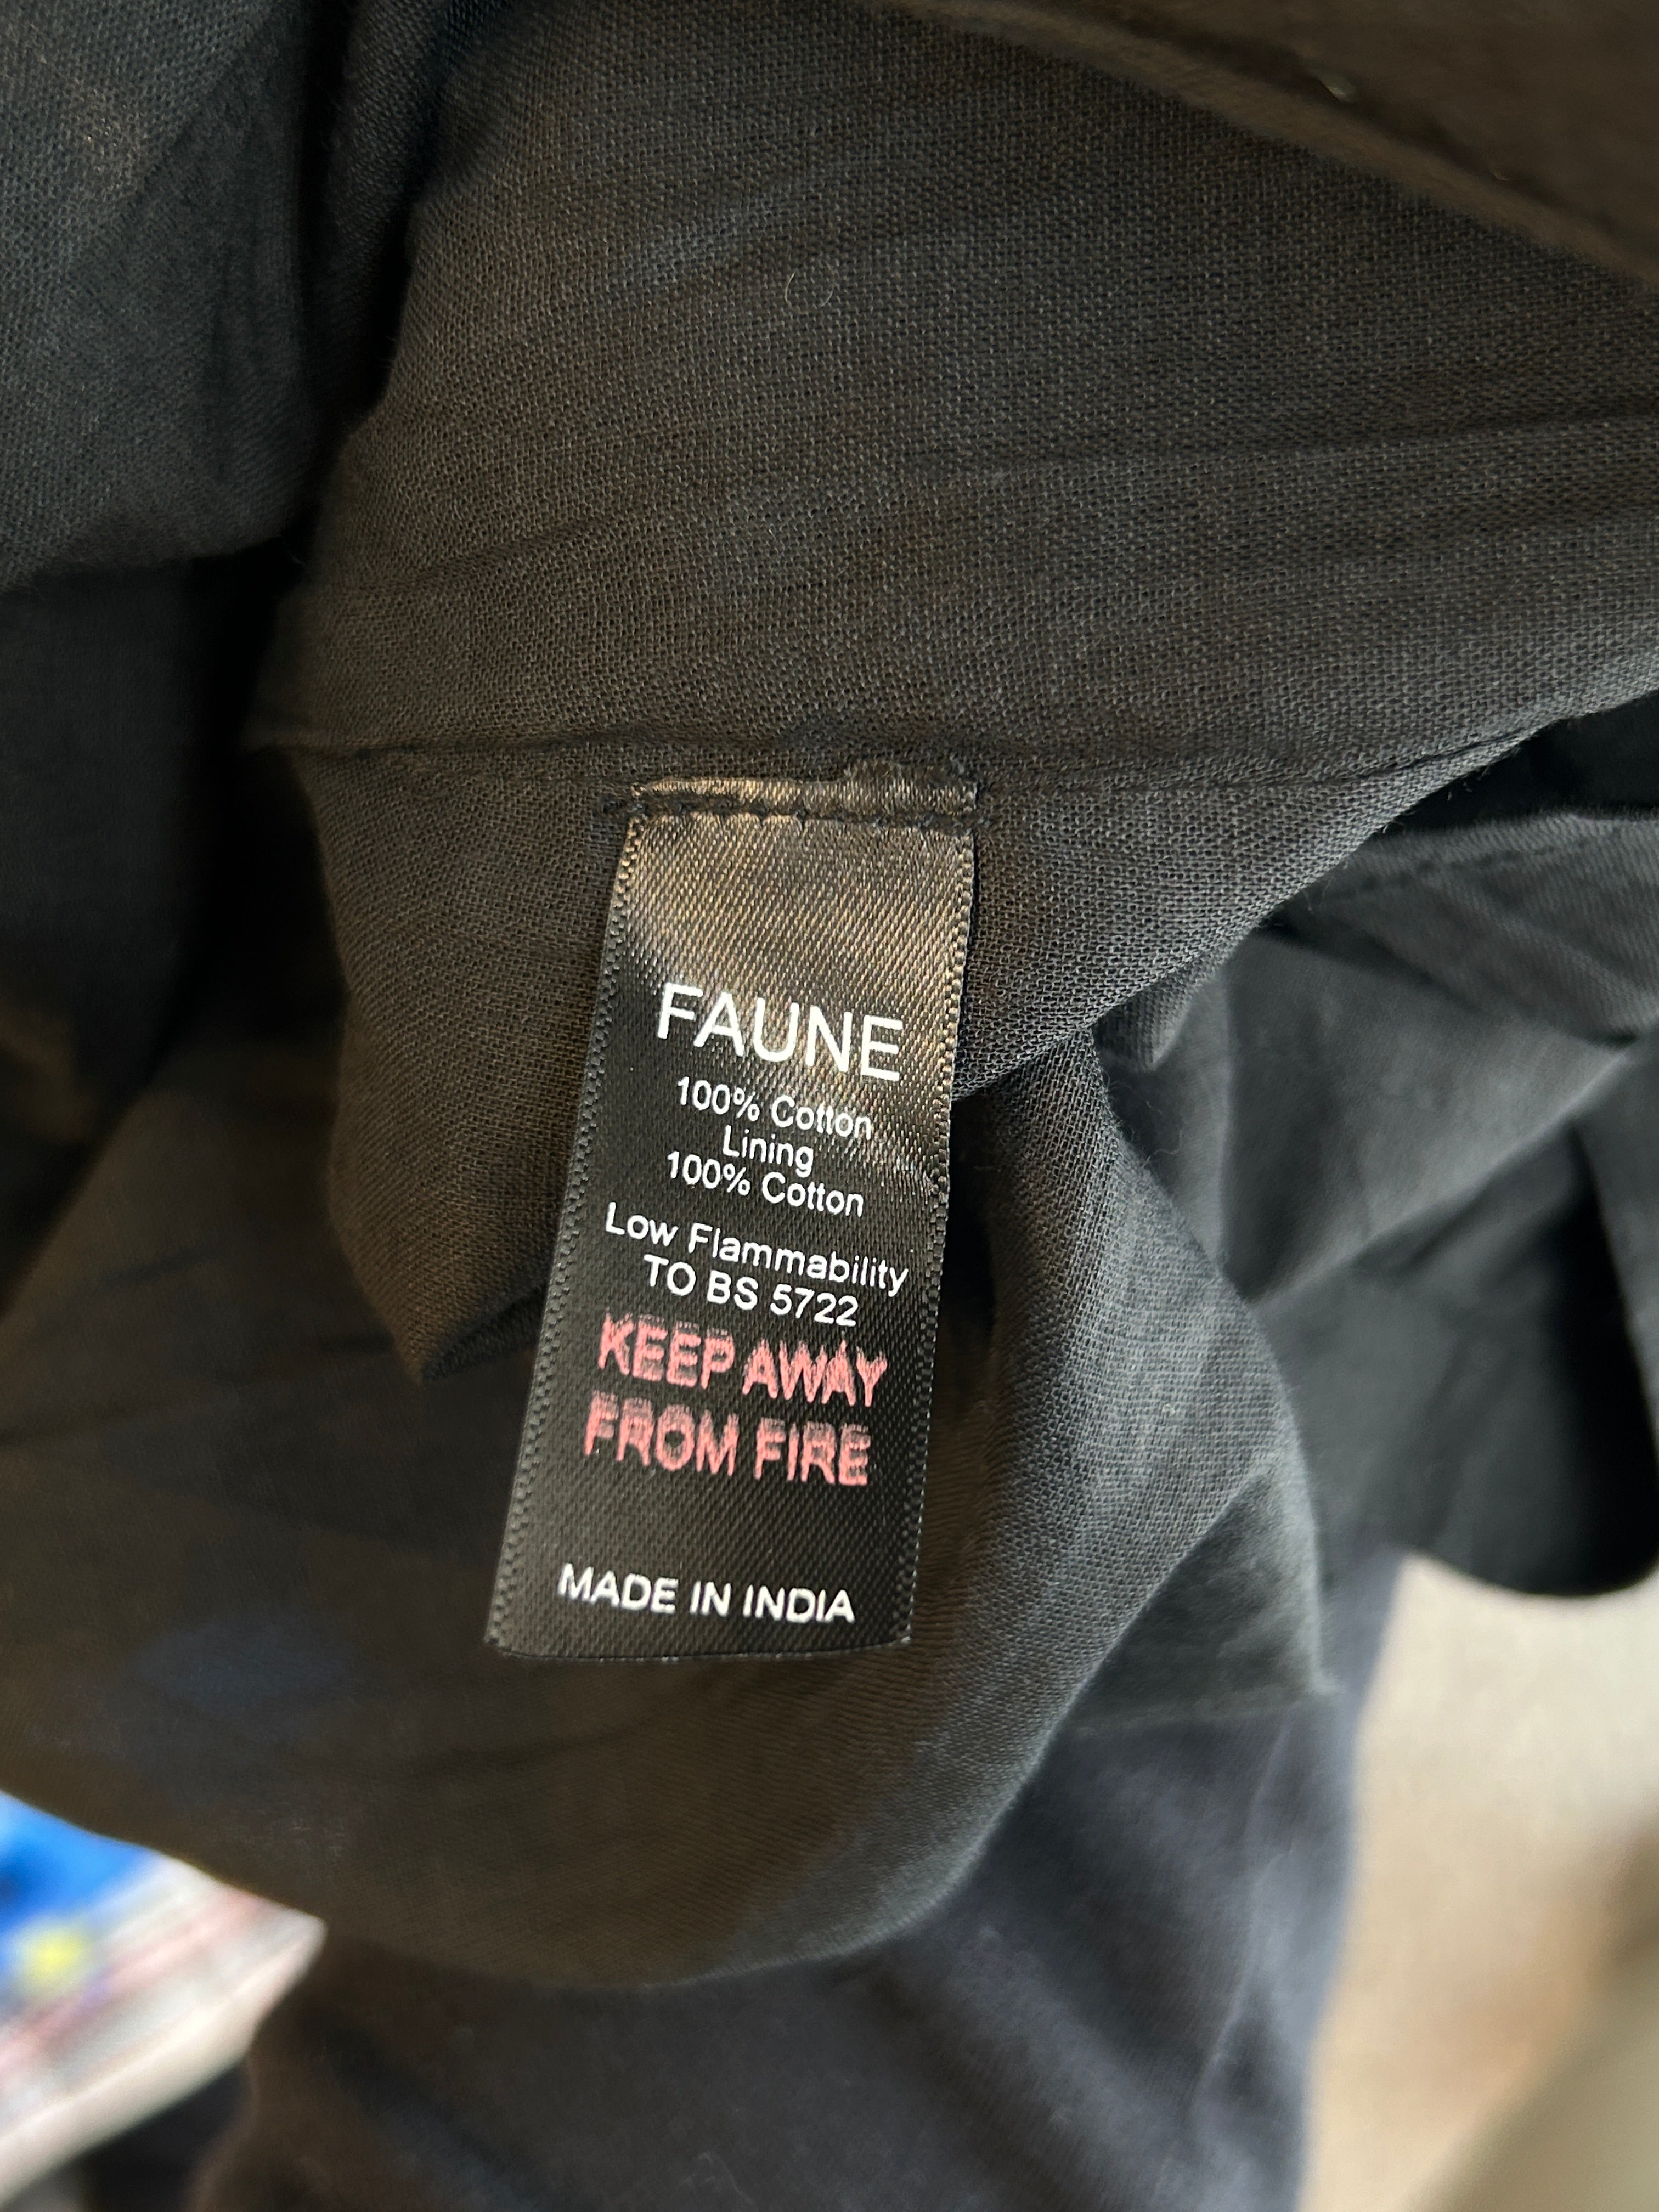 FAUNE
100% Cotton
Lining
100% Cotton
Low Flammability
TO BS 5722
KEEP AWAY
FROM FIRE
MADE IN INDIA